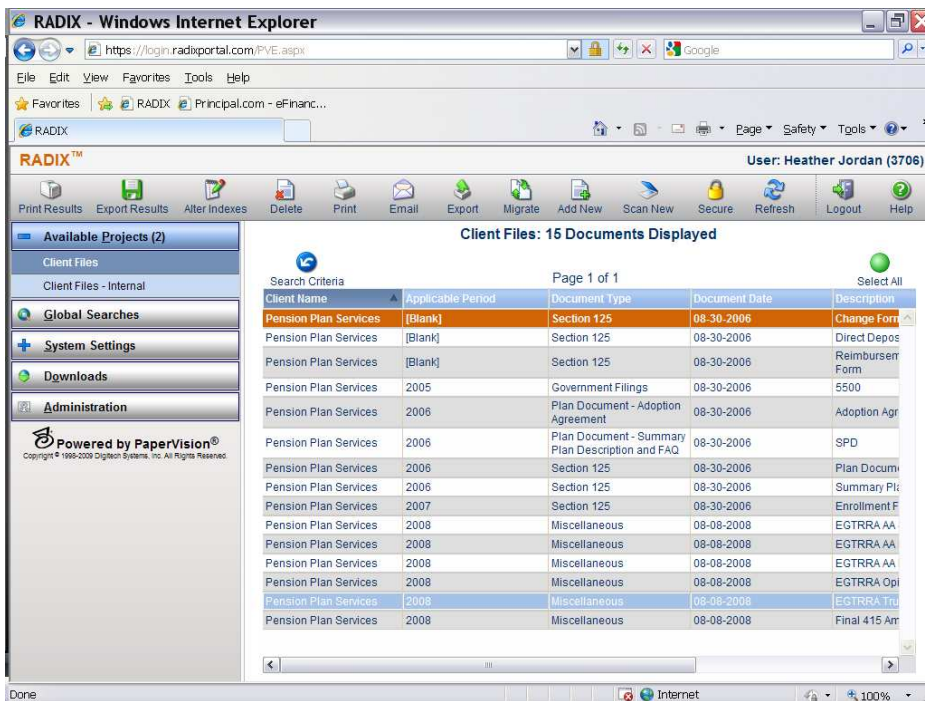 RADIX - Windows Internet Explorer
https://login.radixportal.com/PVE.aspx
Google
File Edit View Favorites Tools Help
Favorites RADIX Principal.com - eFinanc...
RADIX
Page Safety Tools
RADIX™
User: Heather Jordan (3706)
Print Results Export Results Alter Indexes Delete Print Email Export Migrate Add New Scan New Secure Refresh Logout Help
Available Projects (2)
Client Files
Client Files - Internal
Global Searches
System Settings
Downloads
Administration
Powered by PaperVision®
Copyright © 1998-2009 Digitech Systems, Inc. All Rights Reserved.
Client Files: 15 Documents Displayed
Search Criteria Page 1 of 1 Select All
Client Name Applicable Period Document Type Document Date Description
Pension Plan Services [Blank] Section 125 08-30-2006 Change Form
Pension Plan Services [Blank] Section 125 08-30-2006 Direct Depos
Pension Plan Services [Blank] Section 125 08-30-2006 Reimbursem
Form
Pension Plan Services 2005 Government Filings 08-30-2006 5500
Pension Plan Services 2006 Plan Document - Adoption
Agreement 08-30-2006 Adoption Agr
Pension Plan Services 2006 Plan Document - Summary
Plan Description and FAQ 08-30-2006 SPD
Pension Plan Services 2006 Section 125 08-30-2006 Plan Docum
Pension Plan Services 2006 Section 125 08-30-2006 Summary Pla
Pension Plan Services 2007 Section 125 08-30-2006 Enrollment F
Pension Plan Services 2008 Miscellaneous 08-08-2008 EGTRRA AA
Pension Plan Services 2008 Miscellaneous 08-08-2008 EGTRRA AA
Pension Plan Services 2008 Miscellaneous 08-08-2008 EGTRRA AA
Pension Plan Services 2008 Miscellaneous 08-08-2008 EGTRRA Opi
Pension Plan Services 2008 Miscellaneous 08-08-2008 EGTRRA Tru
Pension Plan Services 2008 Miscellaneous 08-08-2008 Final 415 Am
Done Internet 100%